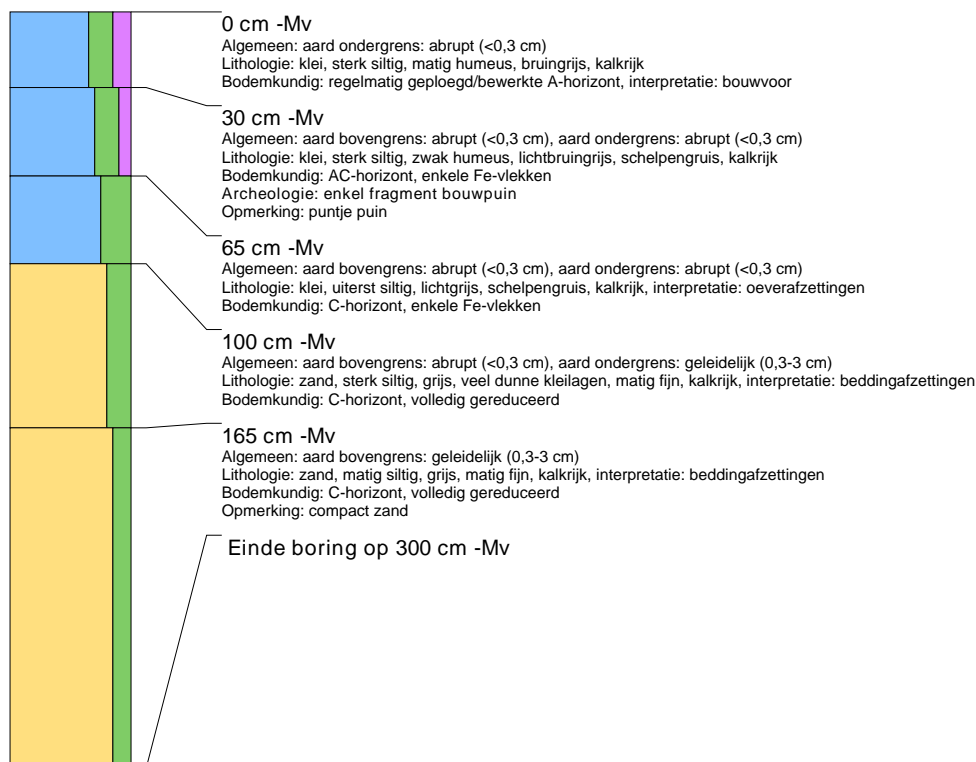 0 cm -Mv
Algemeen: aard ondergrens: abrupt (<0,3 cm)
Lithologie: klei, sterk siltig, matig humeus, bruingrijs, kalkrijk
Bodemkundig: regelmatig geploegd/bewerkte A-horizont, interpretatie: bouwvoor
30 cm -Mv
Algemeen: aard bovengrens: abrupt (<0,3 cm), aard ondergrens: abrupt (<0,3 cm)
Lithologie: klei, sterk siltig, zwak humeus, lichtbruingrijs, schelpengruis, kalkrijk
Bodemkundig: AC-horizont, enkele Fe-vlekken
Archeologie: enkel fragment bouwpuin
Opmerking: puntje puin
65 cm -Mv
Algemeen: aard bovengrens: abrupt (<0,3 cm), aard ondergrens: abrupt (<0,3 cm)
Lithologie: klei, uiterst siltig, lichtgrijs, schelpengruis, kalkrijk, interpretatie: oeverafzettingen
Bodemkundig: C-horizont, enkele Fe-vlekken
100 cm -Mv
Algemeen: aard bovengrens: abrupt (<0,3 cm), aard ondergrens: geleidelijk (0,3-3 cm)
Lithologie: zand, sterk siltig, grijs, veel dunne kleilagen, matig fijn, kalkrijk, interpretatie: beddingafzettingen
Bodemkundig: C-horizont, volledig gereduceerd
165 cm -Mv
Algemeen: aard bovengrens: geleidelijk (0,3-3 cm)
Lithologie: zand, matig siltig, grijs, matig fijn, kalkrijk, interpretatie: beddingafzettingen
Bodemkundig: C-horizont, volledig gereduceerd
Opmerking: compact zand
Einde boring op 300 cm -Mv